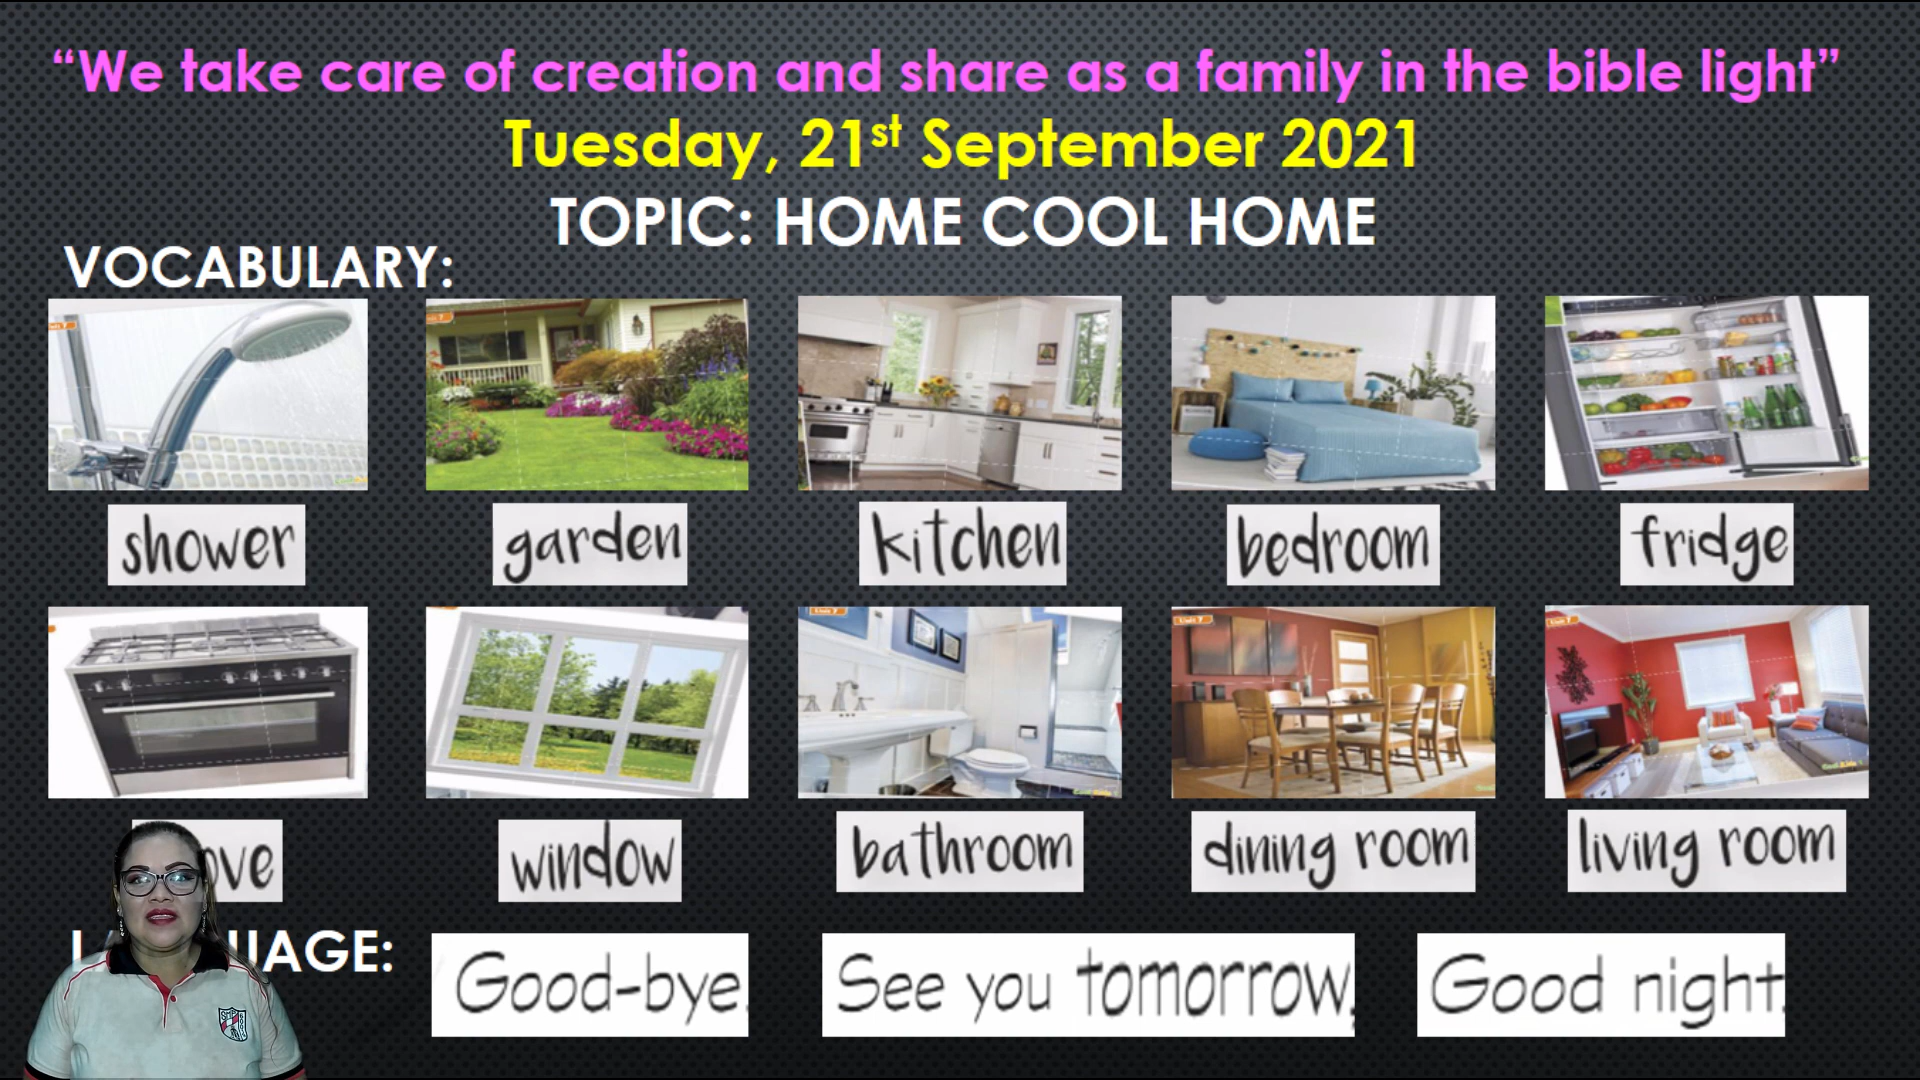 “We take care of creation and share as a family in the bible light”
Tuesday, 21st September 2021
TOPIC: HOME COOL HOME
VOCABULARY:
shower garden kitchen bedroom fridge
window bathroom dining room living room
Good-bye. See you tomorrow. Good night.